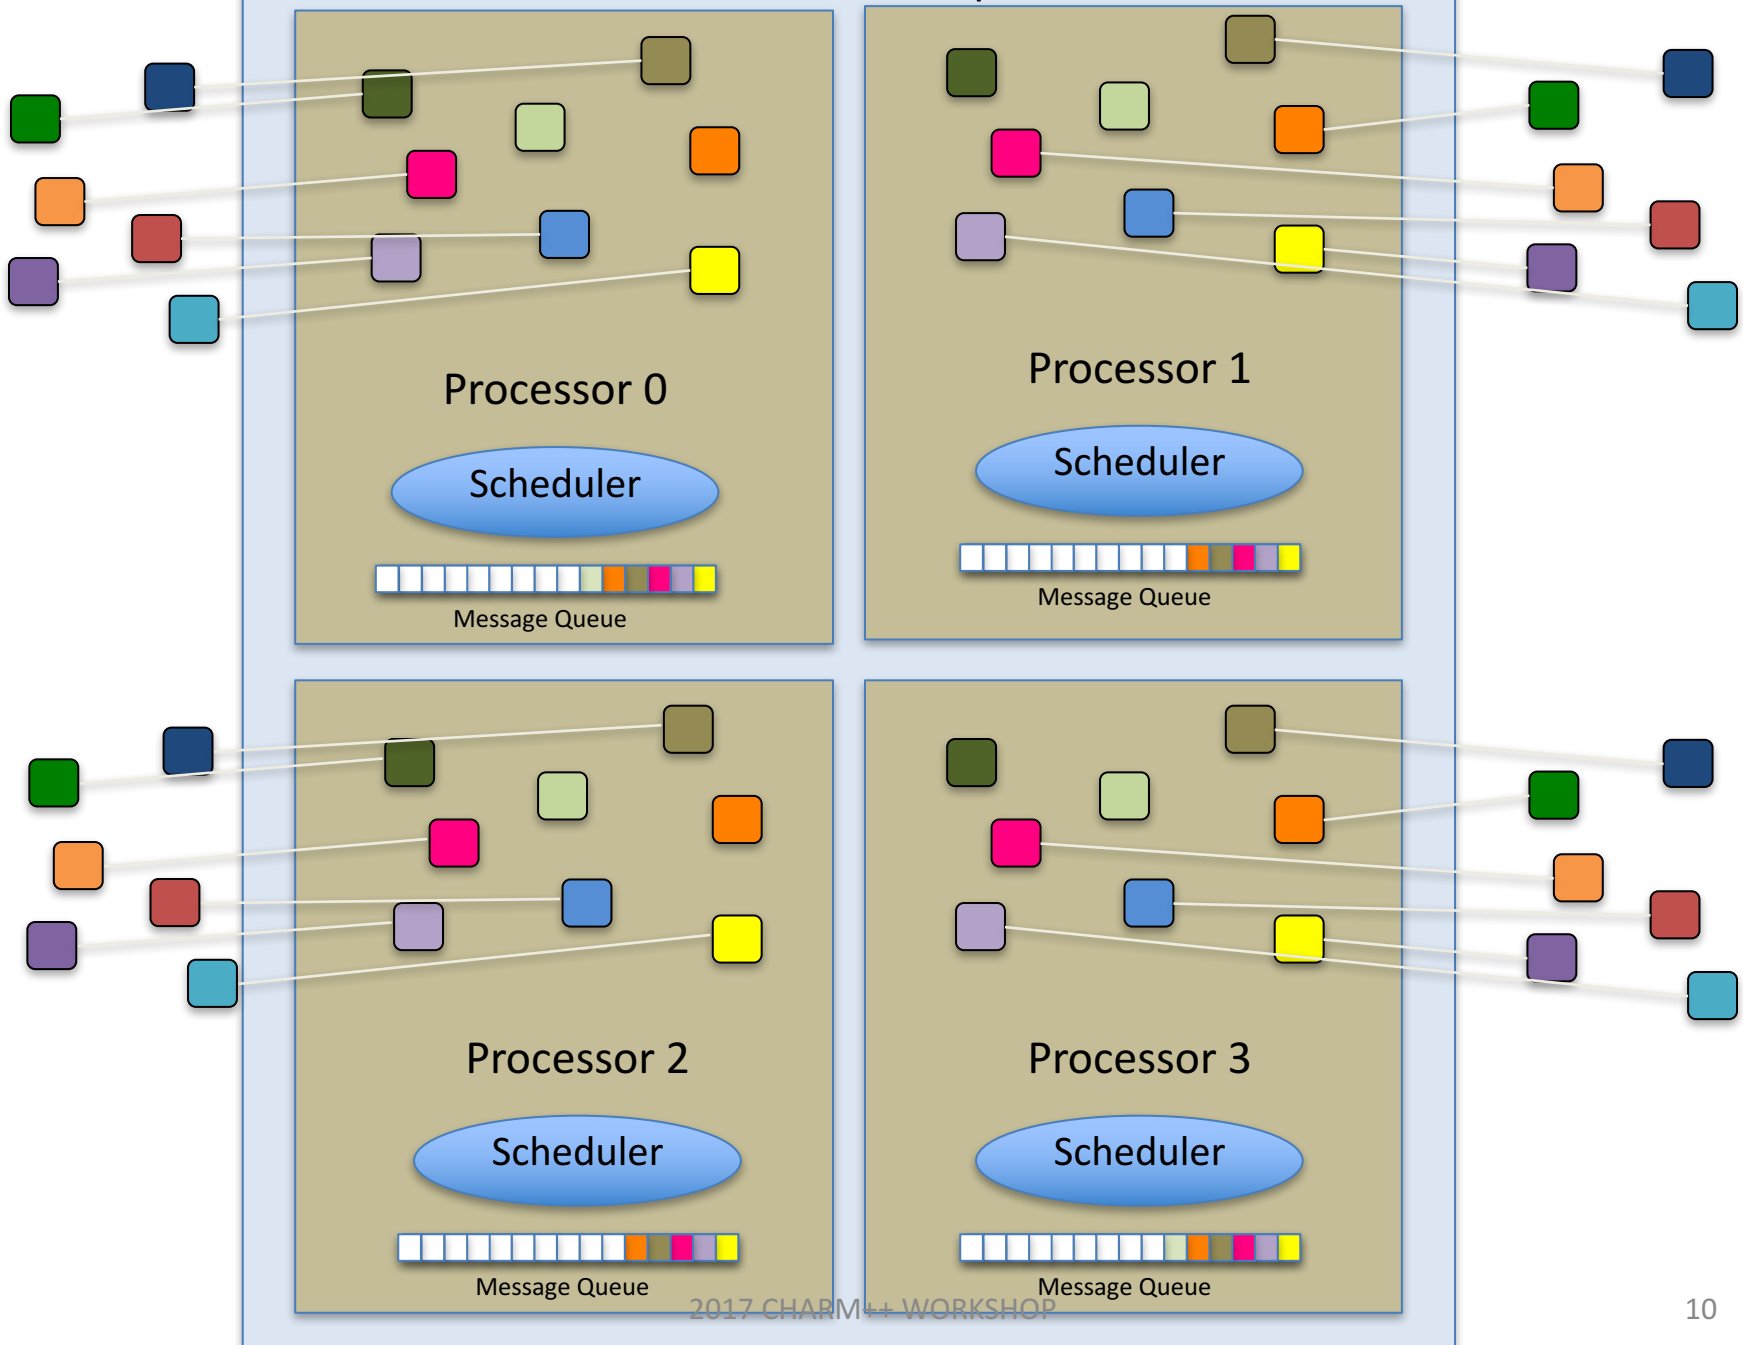 Processor 0
Scheduler
Message Queue
Processor 1
Scheduler
Message Queue
Processor 2
Scheduler
Message Queue
Processor 3
Scheduler
Message Queue
2017 CHARM++ WORKSHOP
10